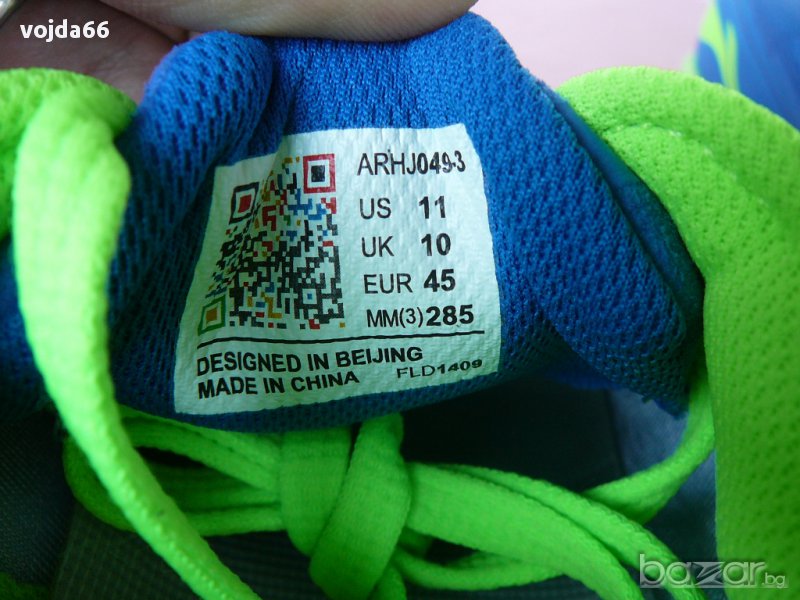 vojda66
ARHJ049-3
US 11
UK 10
EUR 45
MM(3) 285
DESIGNED IN BEIJING
MADE IN CHINA FLD1409
bazar.bg